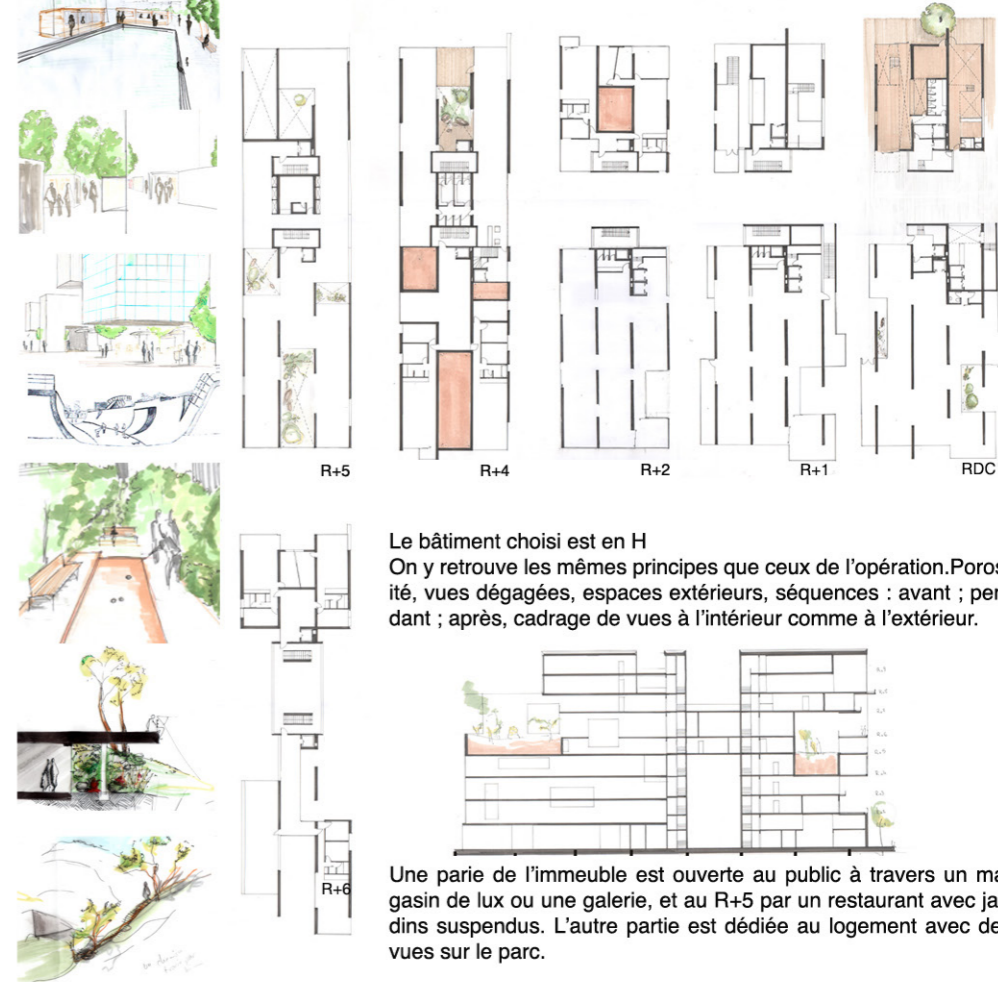 R+5
R+4
R+2
R+1
RDC
Le bâtiment choisi est en H
On y retrouve les mêmes principes que ceux de l'opération.Poros
ité, vues dégagées, espaces extérieurs, séquences : avant ; pen
dant ; après, cadrage de vues à l'intérieur comme à l'extérieur.
R+6
Une parie de l'immeuble est ouverte au public à travers un ma
gasin de lux ou une galerie, et au R+5 par un restaurant avec ja
dins suspendus. L'autre partie est dédiée au logement avec de
vues sur le parc.